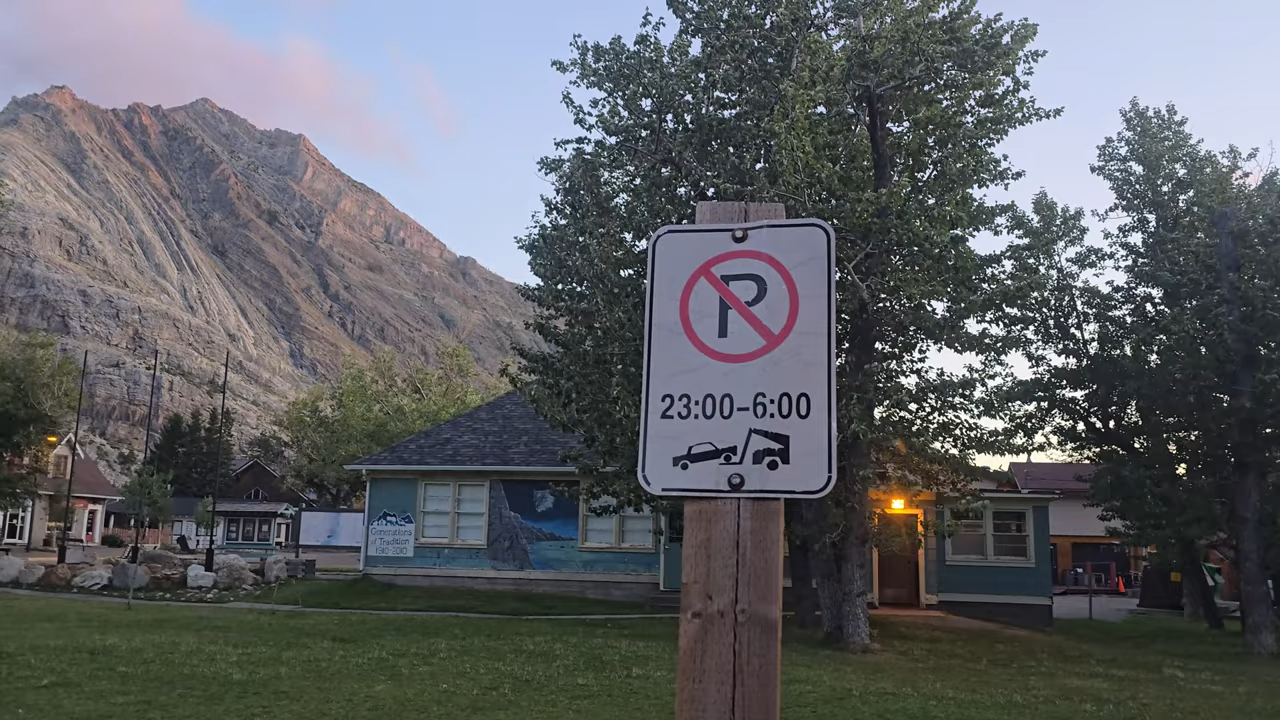 P
23:00-6:00
Generations
of Tradition
1910-2010